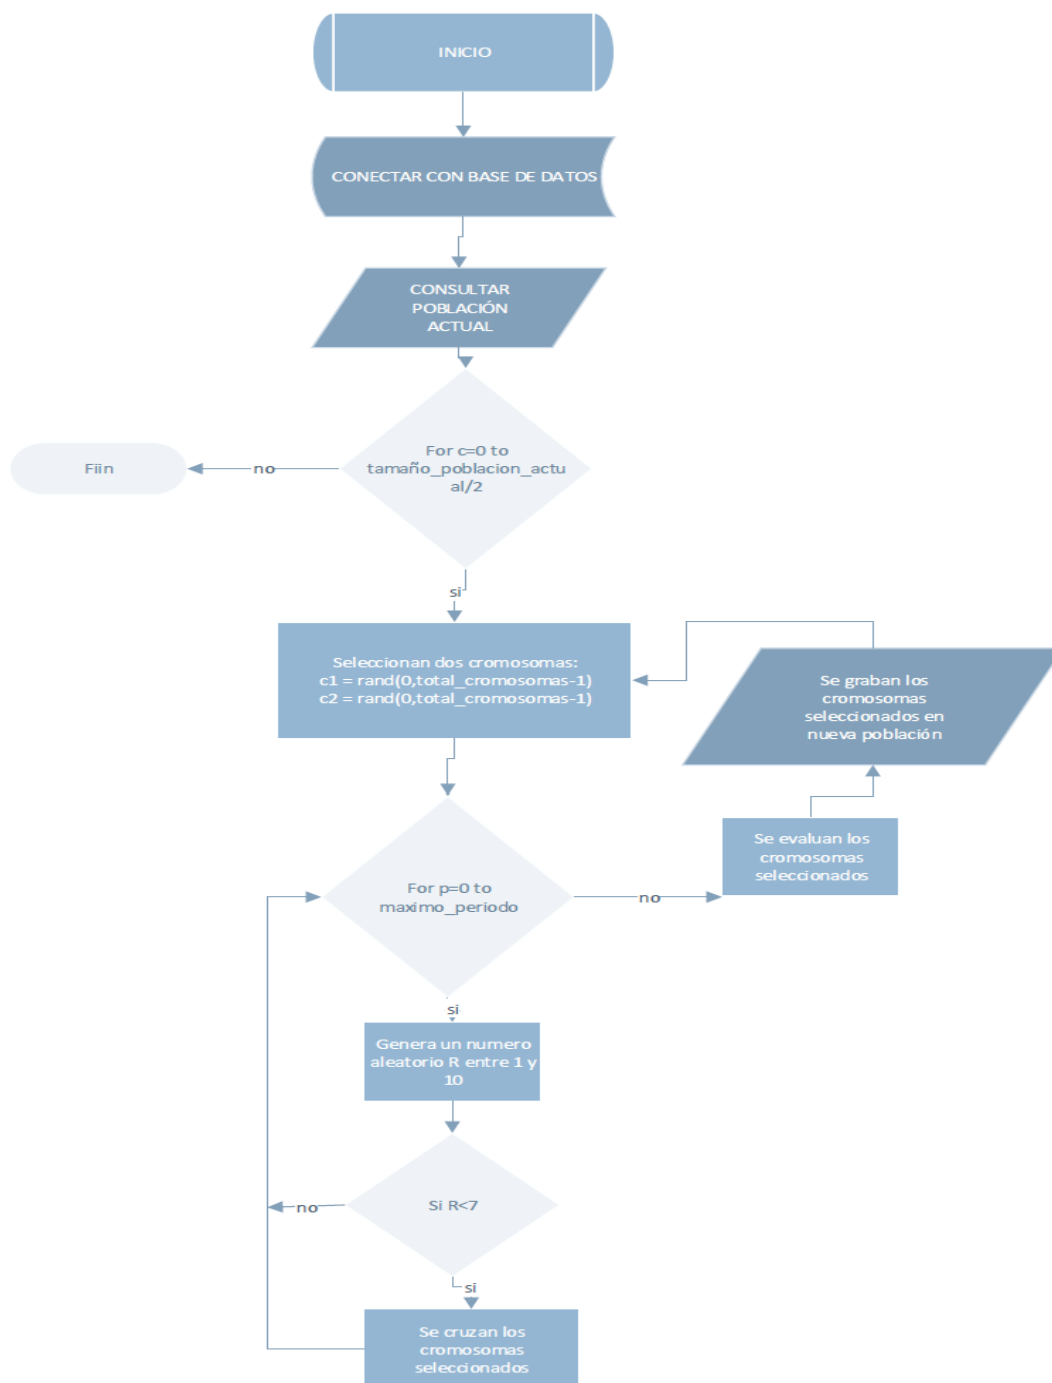 INICIO
CONECTAR CON BASE DE DATOS
CONSULTAR
POBLACIÓN
ACTUAL
For c=0 to
tamaño_poblacion_actu
al/2
no
Fiin
si
Seleccionan dos cromosomas:
c1 = rand(0,total_cromosomas-1)
c2 = rand(0,total_cromosomas-1)
Se graban los
cromosomas
seleccionados en
nueva población
Se evaluan los
cromosomas
seleccionados
For p=0 to
maximo_periodo
no
si
Genera un numero
aleatorio R entre 1 y
10
Si R<7
no
si
Se cruzan los
cromosomas
seleccionados